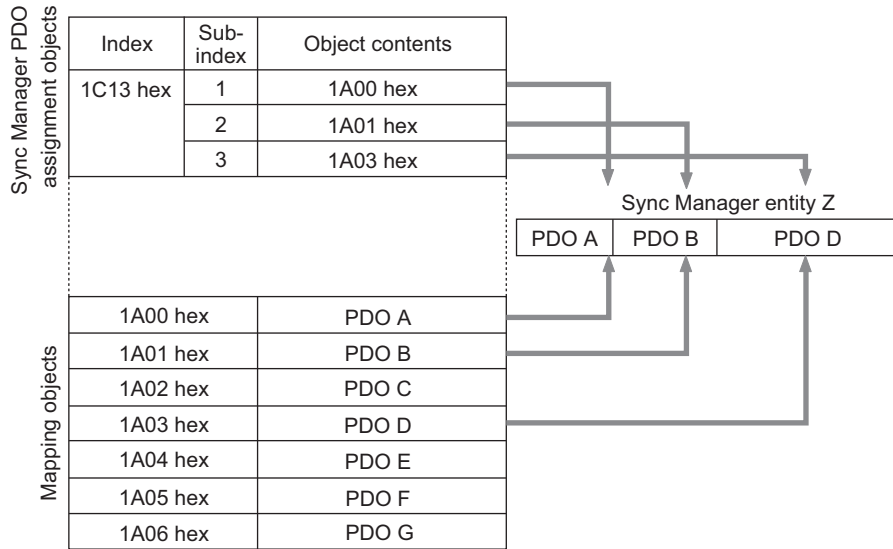 Sync Manager PDO
assignment objects
Index Sub-
index Object contents
1C13 hex 1 1A00 hex
2 1A01 hex
3 1A03 hex
Sync Manager entity Z
PDO A PDO B PDO D
Mapping objects
1A00 hex PDO A
1A01 hex PDO B
1A02 hex PDO C
1A03 hex PDO D
1A04 hex PDO E
1A05 hex PDO F
1A06 hex PDO G